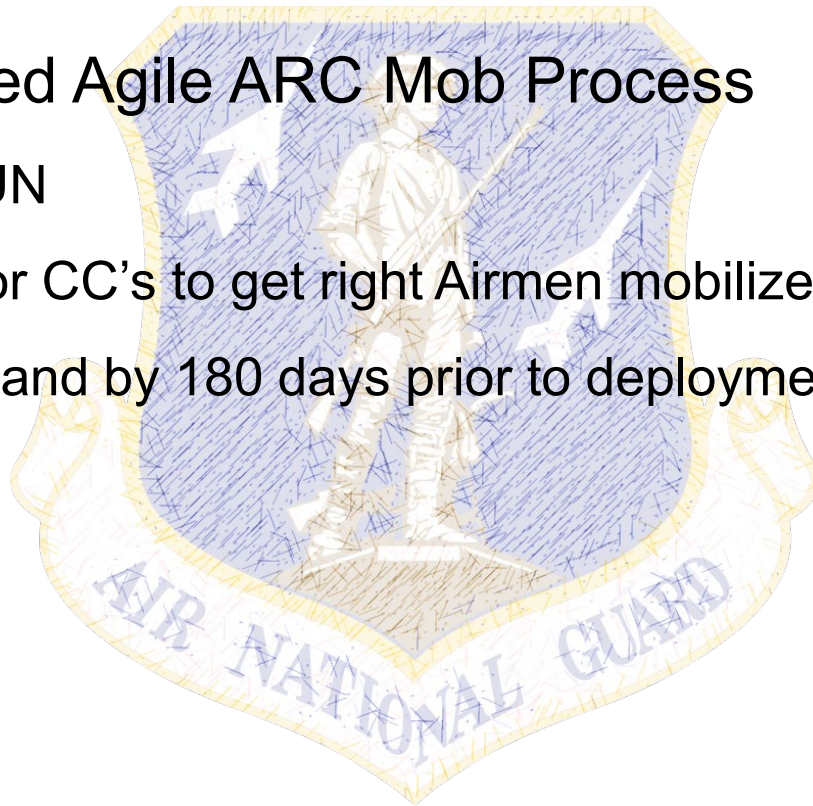 ed Agile ARC Mob Process
UN
or CC’s to get right Airmen mobilize
and by 180 days prior to deployme
AIR NATIONAL GUARD